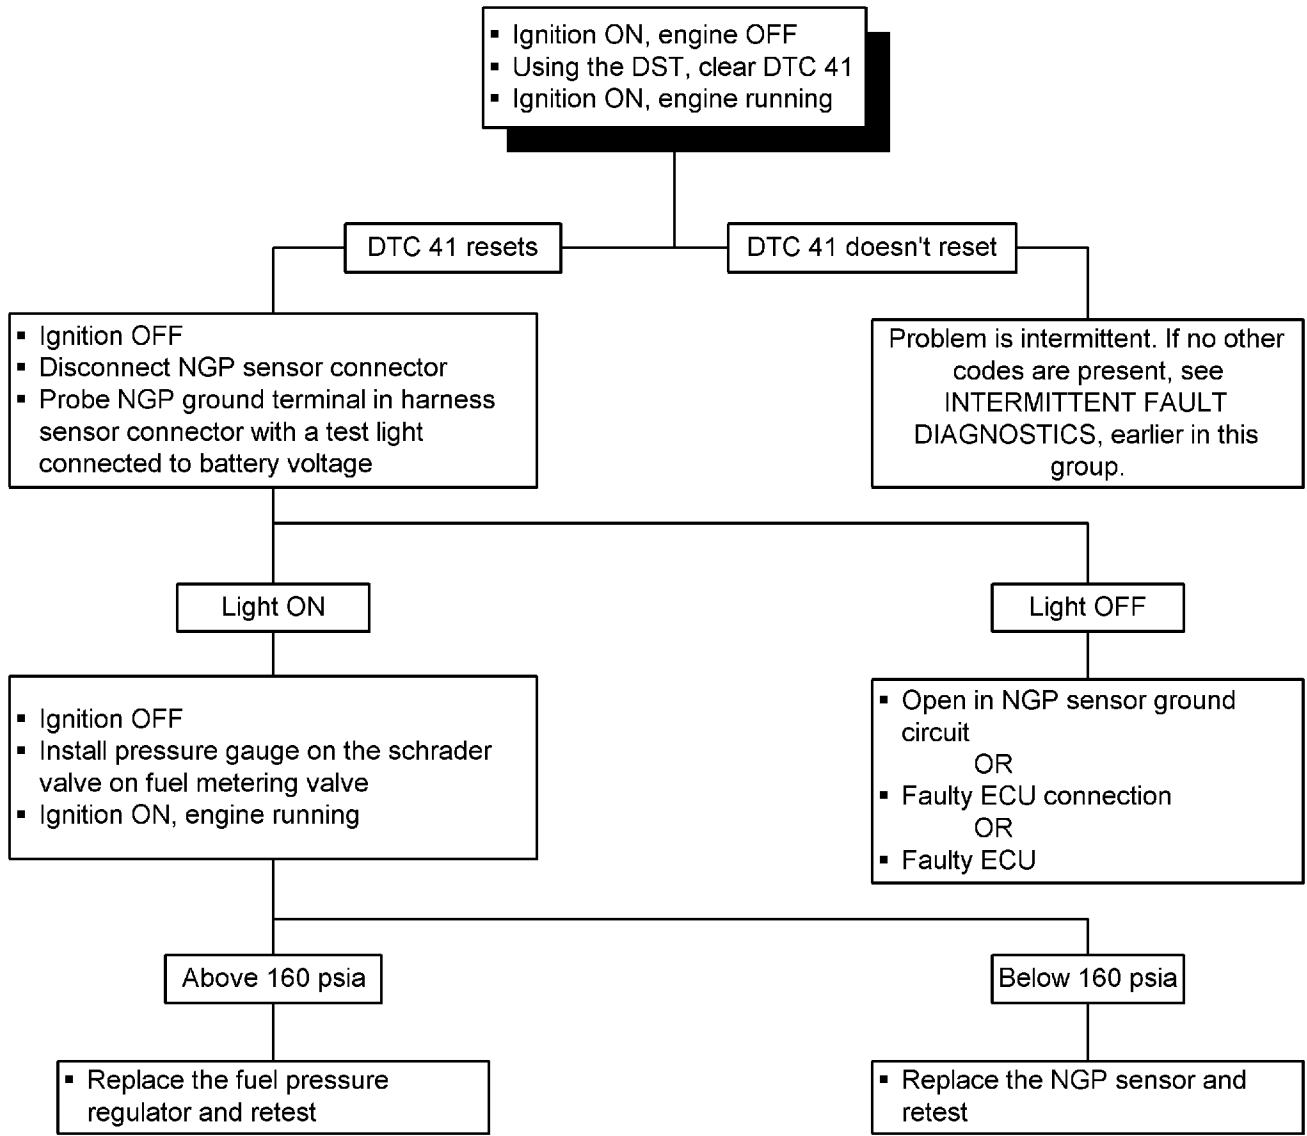 ▪ Ignition ON, engine OFF
▪ Using the DST, clear DTC 41
▪ Ignition ON, engine running
DTC 41 resets
DTC 41 doesn't reset
▪ Ignition OFF
▪ Disconnect NGP sensor connector
▪ Probe NGP ground terminal in harness
sensor connector with a test light
connected to battery voltage
Problem is intermittent. If no other
codes are present, see
INTERMITTENT FAULT
DIAGNOSTICS, earlier in this
group.
Light ON
Light OFF
▪ Ignition OFF
▪ Install pressure gauge on the schrader
valve on fuel metering valve
▪ Ignition ON, engine running
▪ Open in NGP sensor ground
circuit
OR
▪ Faulty ECU connection
OR
▪ Faulty ECU
Above 160 psia
Below 160 psia
▪ Replace the fuel pressure
regulator and retest
▪ Replace the NGP sensor and
retest